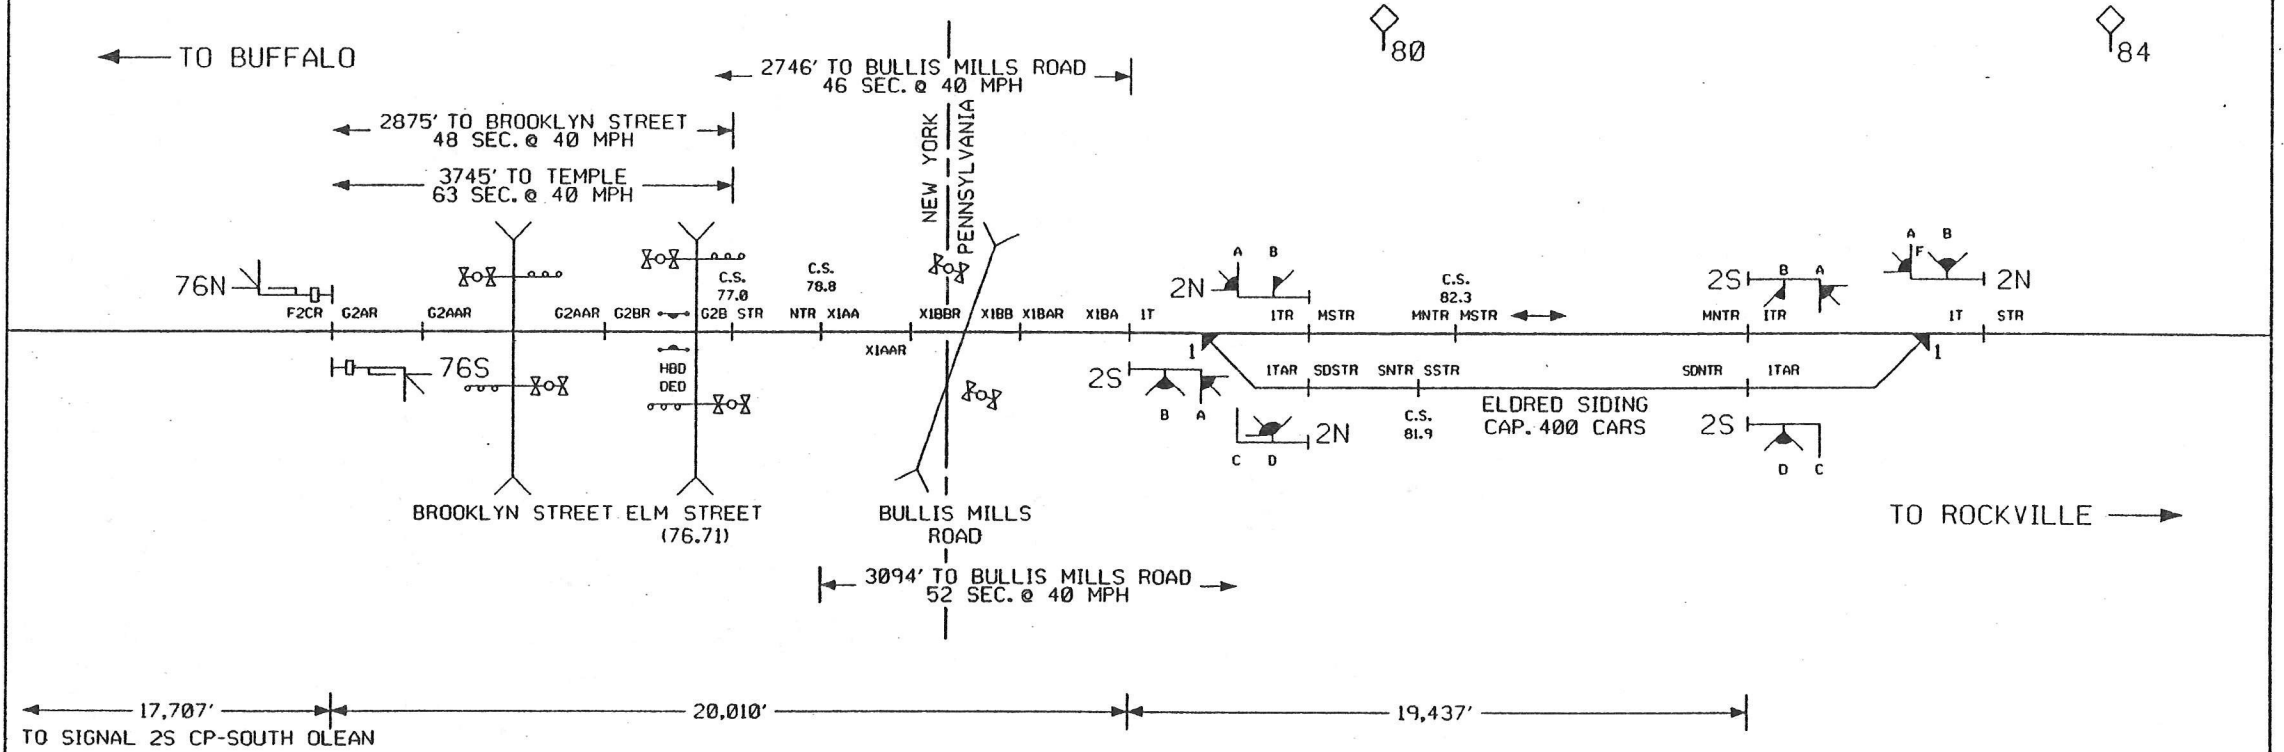 80
84
TO BUFFALO
2746' TO BULLIS MILLS ROAD
46 SEC. @ 40 MPH
2875' TO BROOKLYN STREET
48 SEC. @ 40 MPH
3745' TO TEMPLE
63 SEC. @ 40 MPH
NEW YORK
PENNSYLVANIA
A B
A F B
76N
C.S.
77.0
C.S.
78.8
2N
C.S.
82.3
2S B A
2N
F2CR G2AR G2AAR G2AAR G2BR G2B STR NTR X1AA X1BBR X1BB X1BAR X1BA 1T 1TR MSTR MNTR MSTR MNTR 1TR 1T STR
X1AAR
1
1
76S
HBD
DED
2S
B A
1TAR SDSTR SNTR SSTR SDNTR 1TAR
C.S.
81.9
ELDRED SIDING
CAP. 400 CARS
2N
C D
2S
D C
BROOKLYN STREET
ELM STREET
(76.71)
BULLIS MILLS
ROAD
TO ROCKVILLE
3094' TO BULLIS MILLS ROAD
52 SEC. @ 40 MPH
17,707'
20,010'
19,437'
TO SIGNAL 2S CP-SOUTH OLEAN